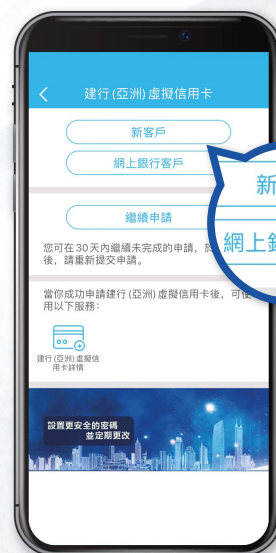 建行(亞洲)虛擬信用卡
新客戶
網上銀行客戶
繼續申請
新
網上
您可在30天內繼續未完成的申請,
後,請重新提交申請。
當你成功申請建行(亞洲)虛擬信用卡後,可使
用以下服務:
建行(亞洲)虛擬信
用卡詳情
設置更安全的密碼
並定期更改